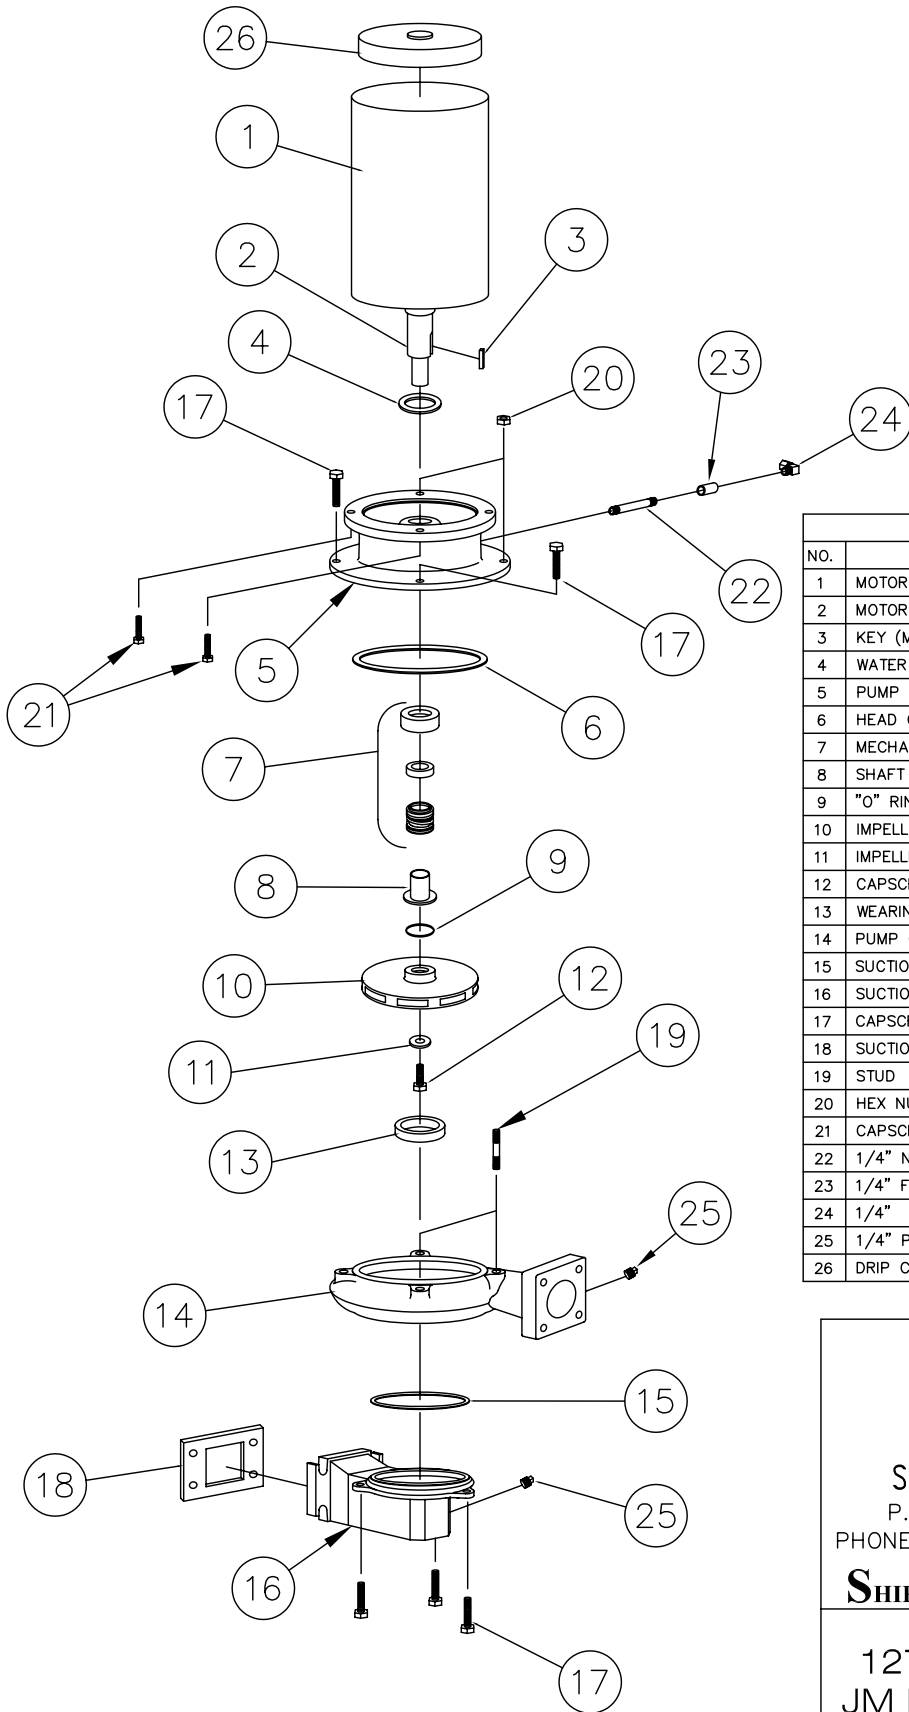 26
1
2
3
4
23
20
17
24
22
5
17
21
6
7
9
8
10
12
11
19
13
25
14
15
18
25
16
17
NO.
1 MOTOR
2 MOTOR
3 KEY (M
4 WATER
5 PUMP
6 HEAD
7 MECHA
8 SHAFT
9 "O" RIN
10 IMPELL
11 IMPELL
12 CAPSC
13 WEARIN
14 PUMP
15 SUCTIO
16 SUCTIO
17 CAPSC
18 SUCTIO
19 STUD
20 HEX N
21 CAPSC
22 1/4" N
23 1/4" F
24 1/4"
25 1/4" P
26 DRIP C
S
P.
PHONE
SHI
12
JM